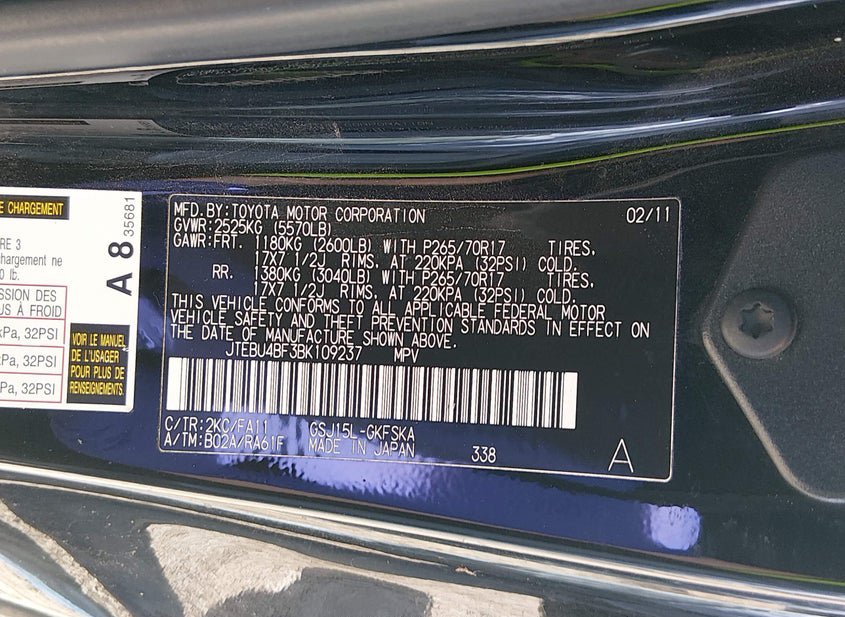 E CHARGEMENT
RE 3
chargement ne
0 lb.
SSION DES
US À FROID
kPa, 32PSI
Pa, 32PSI
Pa, 32PSI
VOIR LE MANUEL
DE L'USAGER
POUR PLUS DE
RENSEIGNEMENTS.
A 8 35681
MFD.BY:TOYOTA MOTOR CORPORATION 02/11
GVWR:2525KG (5570LB)
GAWR:FRT. 1180KG (2600LB) WITH P265/70R17 TIRES,
17X7 1/2J RIMS, AT 220KPA (32PSI) COLD.
RR. 1380KG (3040LB) WITH P265/70R17 TIRES,
17X7 1/2J RIMS, AT 220KPA (32PSI) COLD.
THIS VEHICLE CONFORMS TO ALL APPLICABLE FEDERAL MOTOR
VEHICLE SAFETY AND THEFT PREVENTION STANDARDS IN EFFECT ON
THE DATE OF MANUFACTURE SHOWN ABOVE.
JTEBU4BF3BK109237 MPV
C/TR:2KC/FA11 GSJ15L-GKFSKA
A/TM:B02A/RA61F MADE IN JAPAN 338 A